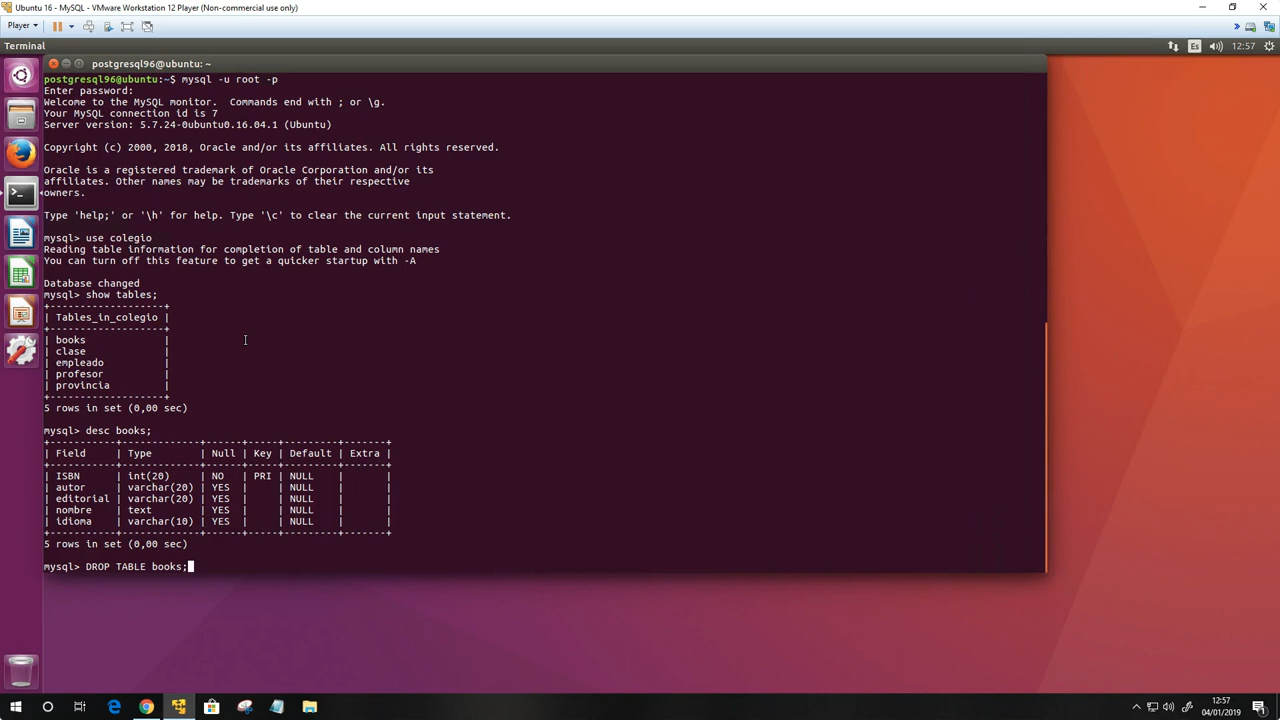 Ubuntu 16 - MySQL - VMware Workstation 12 Player (Non-commercial use only)
Player
Terminal
Es
12:57
postgresql96@ubuntu: ~
postgresql96@ubuntu:~$ mysql -u root -p
Enter password:
Welcome to the MySQL monitor.  Commands end with ; or \g.
Your MySQL connection id is 7
Server version: 5.7.24-0ubuntu0.16.04.1 (Ubuntu)
Copyright (c) 2000, 2018, Oracle and/or its affiliates. All rights reserved.
Oracle is a registered trademark of Oracle Corporation and/or its
affiliates. Other names may be trademarks of their respective
owners.
Type 'help;' or '\h' for help. Type '\c' to clear the current input statement.
mysql> use colegio
Reading table information for completion of table and column names
You can turn off this feature to get a quicker startup with -A
Database changed
mysql> show tables;
+-------------------+
| Tables_in_colegio |
+-------------------+
| books             |
| clase             |
| empleado          |
| profesor          |
| provincia         |
+-------------------+
5 rows in set (0,00 sec)
mysql> desc books;
+-----------+-------------+------+-----+---------+-------+
| Field     | Type        | Null | Key | Default | Extra |
+-----------+-------------+------+-----+---------+-------+
| ISBN      | int(20)     | NO   | PRI | NULL    |       |
| autor     | varchar(20) | YES  |     | NULL    |       |
| editorial | varchar(20) | YES  |     | NULL    |       |
| nombre    | text        | YES  |     | NULL    |       |
| idioma    | varchar(10) | YES  |     | NULL    |       |
+-----------+-------------+------+-----+---------+-------+
5 rows in set (0,00 sec)
mysql> DROP TABLE books;
12:57
04/01/2019